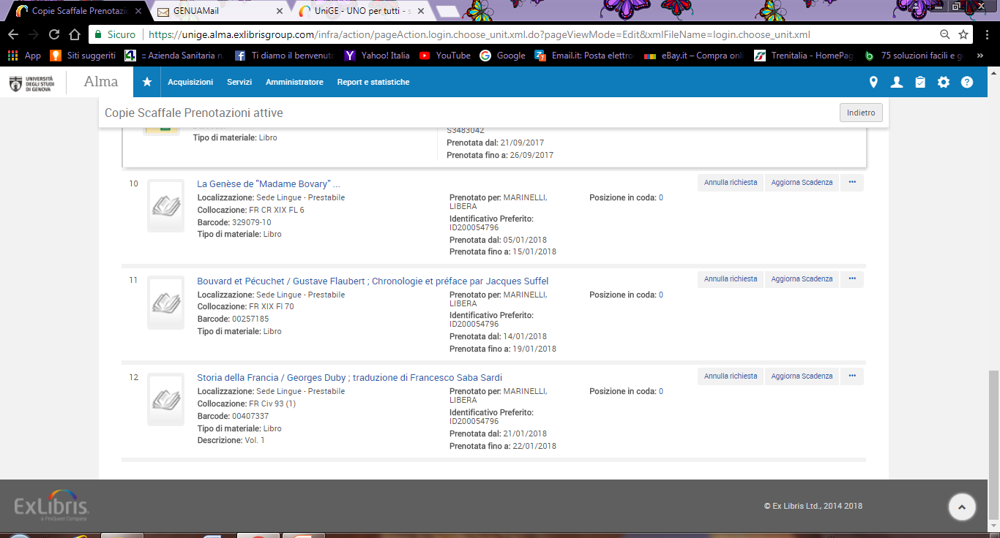 Copie Scaffale Prenotazi
GENUAMail
UniGE - UNO per tutti - s
Sicuro
https://unige.alma.exlibrisgroup.com/infra/action/pageAction.login.choose_unit.xml.do?pageViewMode=Edit&xmlFileName=login.choose_unit.xml
App
Siti suggeriti
:: Azienda Sanitaria n.
Ti diamo il benvenuto
Yahoo! Italia
YouTube
Google
Email.it: Posta elettro
eBay.it – Compra onli
Trenitalia - HomePag
75 soluzioni facili e g
UNIVERSITÀ DEGLI STUDI DI GENOVA
Alma
Acquisizioni
Servizi
Amministratore
Report e statistiche
Copie Scaffale Prenotazioni attive
Indietro
Tipo di materiale: Libro
S3483042
Prenotata dal: 21/09/2017
Prenotata fino a: 26/09/2017
10
La Genèse de "Madame Bovary" ...
Localizzazione: Sede Lingue - Prestabile
Collocazione: FR CR XIX FL 6
Barcode: 329079-10
Tipo di materiale: Libro
Prenotato per: MARINELLI,
LIBERA
Identificativo Preferito:
ID200054796
Prenotata dal: 05/01/2018
Prenotata fino a: 15/01/2018
Posizione in coda: 0
Annulla richiesta
Aggiorna Scadenza
11
Bouvard et Pécuchet / Gustave Flaubert ; Chronologie et préface par Jacques Suffel
Localizzazione: Sede Lingue - Prestabile
Collocazione: FR XIX Fl 70
Barcode: 00257185
Tipo di materiale: Libro
Prenotato per: MARINELLI,
LIBERA
Identificativo Preferito:
ID200054796
Prenotata dal: 14/01/2018
Prenotata fino a: 19/01/2018
Posizione in coda: 0
Annulla richiesta
Aggiorna Scadenza
12
Storia della Francia / Georges Duby ; traduzione di Francesco Saba Sardi
Localizzazione: Sede Lingue - Prestabile
Collocazione: FR Civ 93 (1)
Barcode: 00407337
Tipo di materiale: Libro
Descrizione: Vol. 1
Prenotato per: MARINELLI,
LIBERA
Identificativo Preferito:
ID200054796
Prenotata dal: 21/01/2018
Prenotata fino a: 22/01/2018
Posizione in coda: 0
Annulla richiesta
Aggiorna Scadenza
ExLibris
a ProQuest Company
© Ex Libris Ltd., 2014 2018